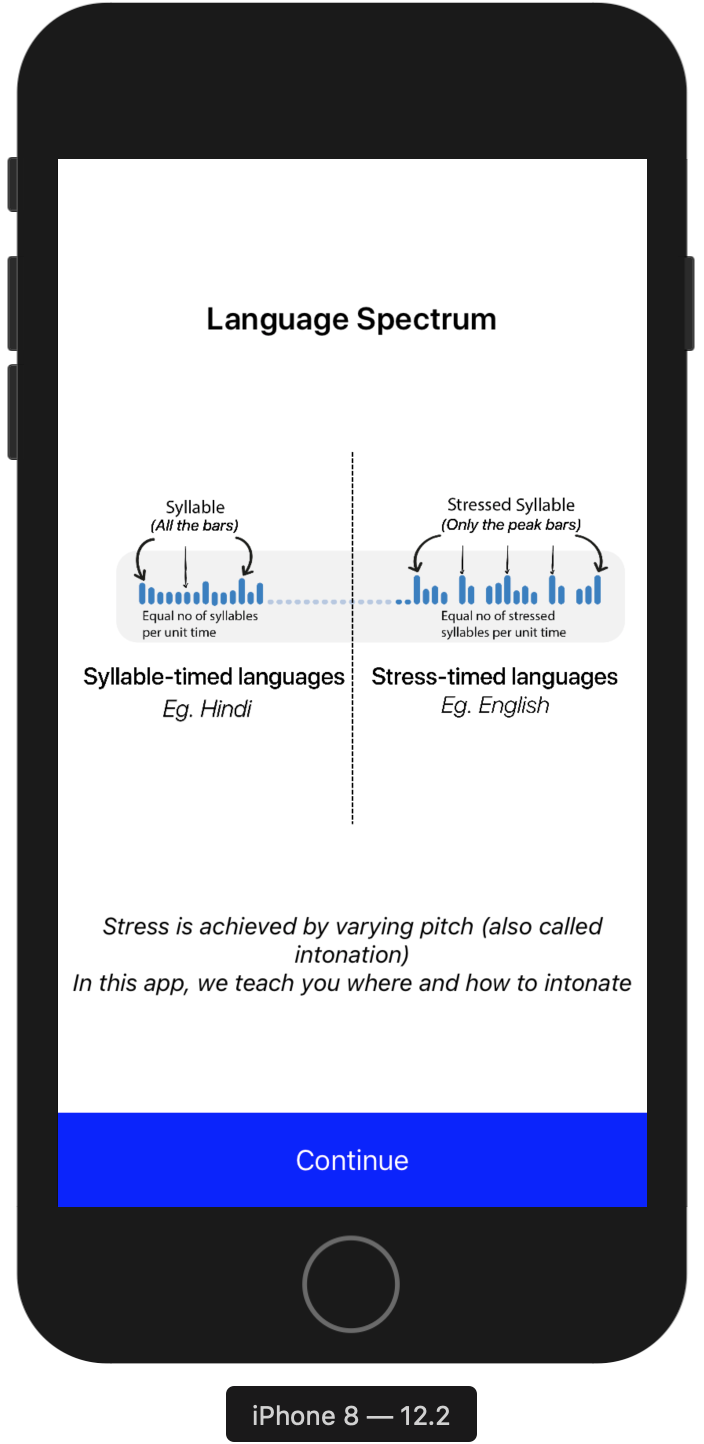 Language Spectrum
Syllable
(All the bars)
Equal no of syllables
per unit time
Syllable-timed languages
Eg. Hindi
Stressed Syllable
(Only the peak bars)
Equal no of stressed
syllables per unit time
Stress-timed languages
Eg. English
Stress is achieved by varying pitch (also called
intonation)
In this app, we teach you where and how to intonate
Continue
iPhone 8 — 12.2